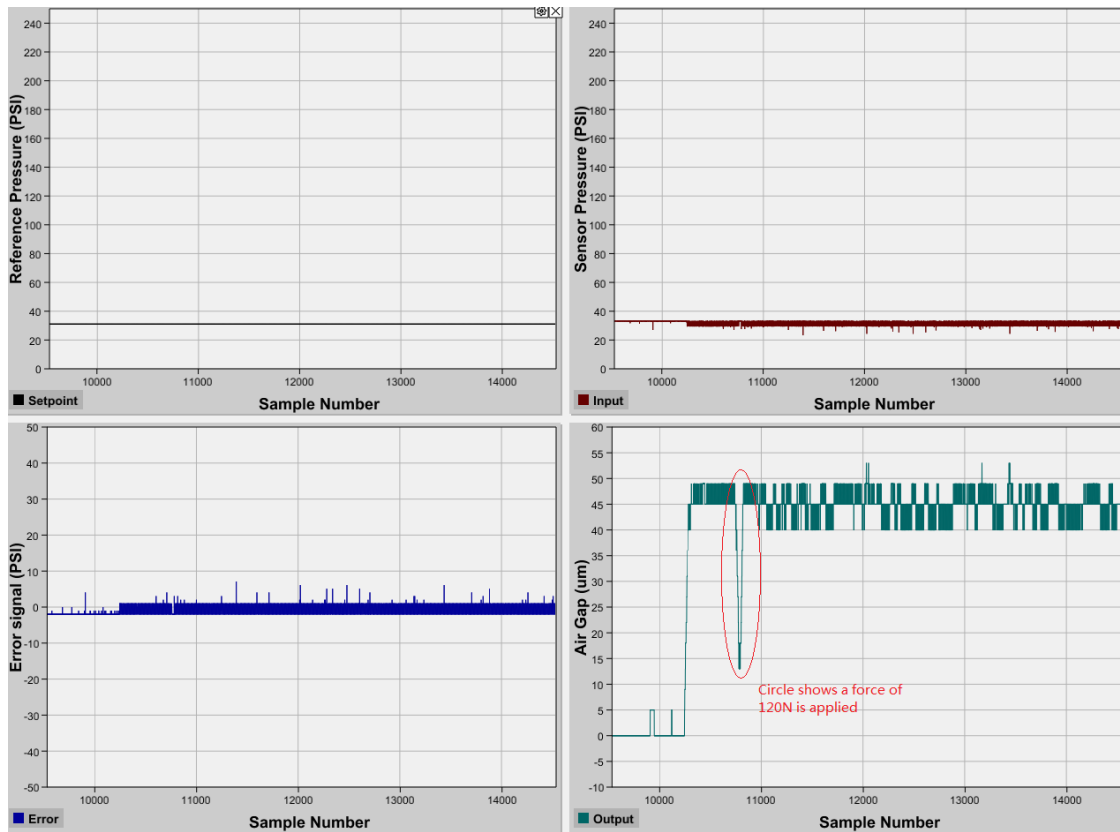 Reference Pressure (PSI)
240
220
200
180
160
140
120
100
80
60
40
20
0
10000 11000 12000 13000 14000
Setpoint
Sample Number
Sensor Pressure (PSI)
240
220
200
180
160
140
120
100
80
60
40
20
0
10000 11000 12000 13000 14000
Input
Sample Number
Error signal (PSI)
50
40
30
20
10
0
-10
-20
-30
-40
-50
10000 11000 12000 13000 14000
Error
Sample Number
Air Gap (um)
60
55
50
45
40
35
30
25
20
15
10
5
0
-5
-10
Circle shows a force of
120N is applied
10000 11000 12000 13000 14000
Output
Sample Number